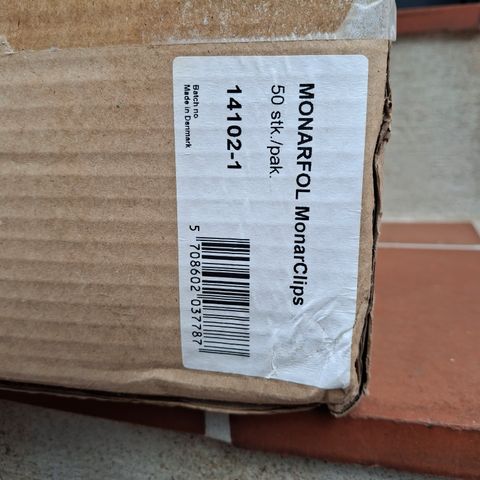 MONARFOL MonarClips
50 stk./pak.
14102-1
Batch no
Made in Denmark
5 708602 037787